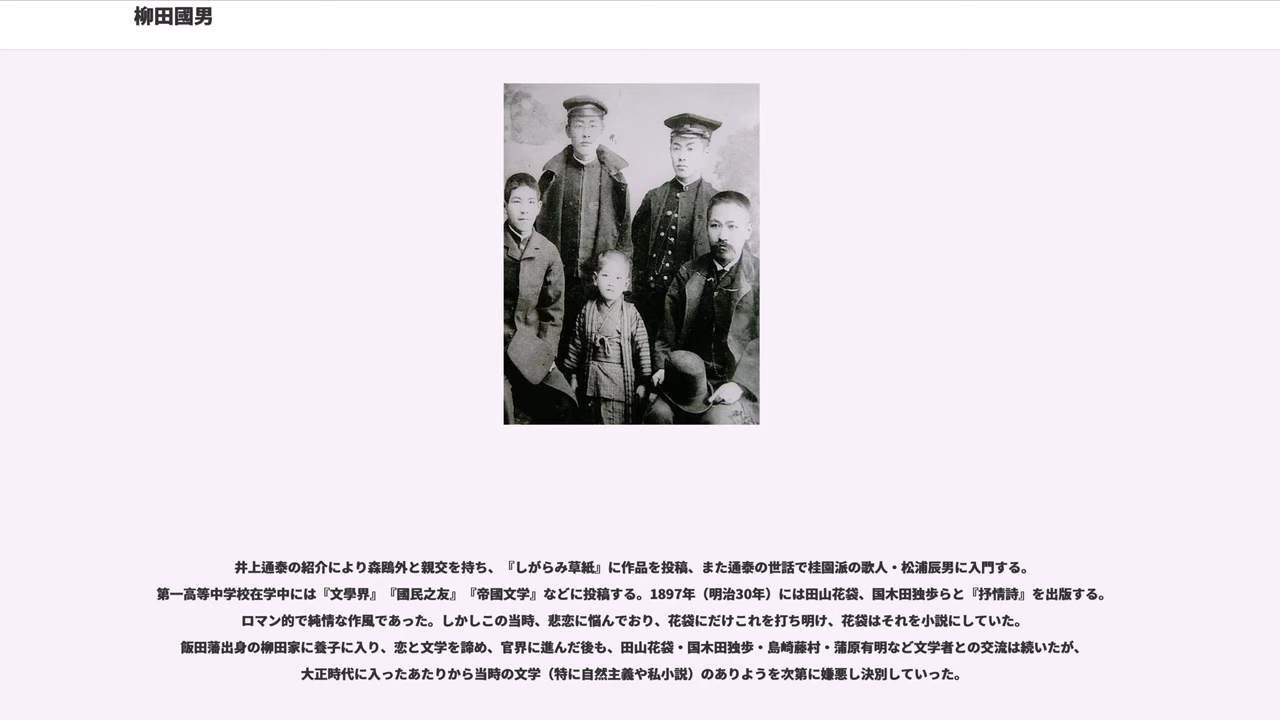 柳田國男
井上通泰の紹介により森鴎外と親交を持ち、『しがらみ草紙』に作品を投稿、また通泰の世話で桂園派の歌人・松浦辰男に入門する。
第一高等中学校在学中には『文學界』『國民之友』『帝國文学』などに投稿する。1897年（明治30年）には田山花袋、国木田独歩らと『抒情詩』を出版する。
ロマン的で純情な作風であった。しかしこの当時、悲恋に悩んでおり、花袋にだけこれを打ち明け、花袋はそれを小説にしていた。
飯田藩出身の柳田家に養子に入り、恋と文学を諦め、官界に進んだ後も、田山花袋・国木田独歩・島崎藤村・蒲原有明など文学者との交流は続いたが、
大正時代に入ったあたりから当時の文学（特に自然主義や私小説）のありようを次第に嫌悪し決別していった。